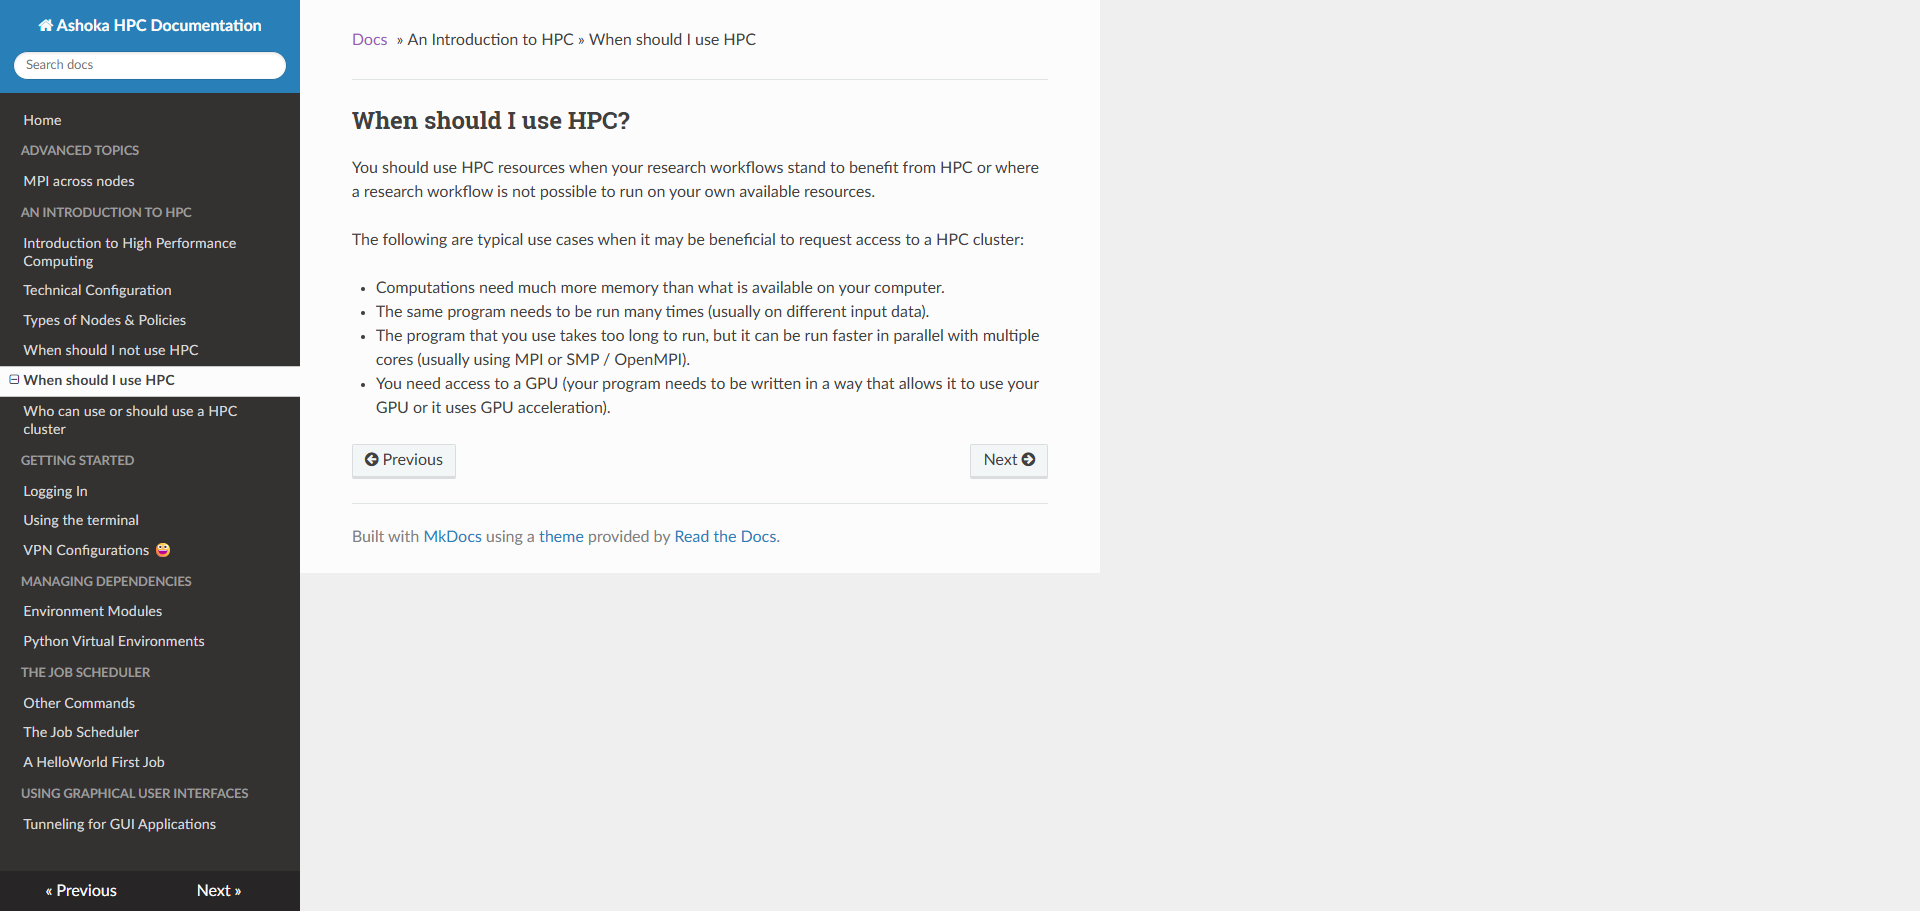 Ashoka HPC Documentation
Search docs
Home
ADVANCED TOPICS
MPI across nodes
AN INTRODUCTION TO HPC
Introduction to High Performance
Computing
Technical Configuration
Types of Nodes & Policies
When should I not use HPC
When should I use HPC
Who can use or should use a HPC
cluster
GETTING STARTED
Logging In
Using the terminal
VPN Configurations 😀
MANAGING DEPENDENCIES
Environment Modules
Python Virtual Environments
THE JOB SCHEDULER
Other Commands
The Job Scheduler
A HelloWorld First Job
USING GRAPHICAL USER INTERFACES
Tunneling for GUI Applications
« Previous Next »
Docs » An Introduction to HPC » When should I use HPC
When should I use HPC?
You should use HPC resources when your research workflows stand to benefit from HPC or where
a research workflow is not possible to run on your own available resources.
The following are typical use cases when it may be beneficial to request access to a HPC cluster:
• Computations need much more memory than what is available on your computer.
• The same program needs to be run many times (usually on different input data).
• The program that you use takes too long to run, but it can be run faster in parallel with multiple
cores (usually using MPI or SMP / OpenMPI).
• You need access to a GPU (your program needs to be written in a way that allows it to use your
GPU or it uses GPU acceleration).
Previous Next
Built with MkDocs using a theme provided by Read the Docs.